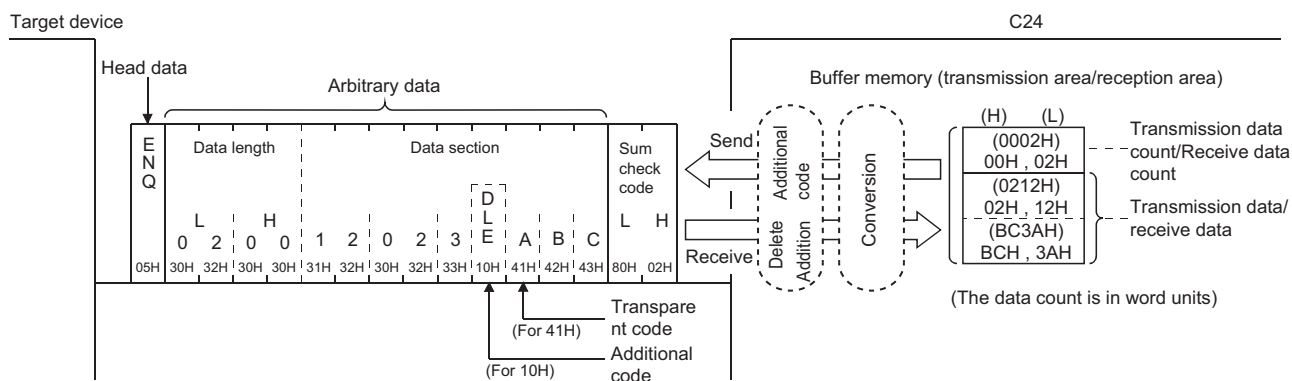 Target device
C24
Head data
Arbitrary data
Buffer memory (transmission area/reception area)
ENQ
Data length
Data section
Sum
check
code
Send
Receive
Additional
code
Delete
Addition
Conversion
(H) (L)
(0002H)
00H , 02H
(0212H)
02H , 12H
(BC3AH)
BCH , 3AH
Transmission data
count/Receive data
count
Transmission data/
receive data
DLE
L H L H
0 2 0 0 1 2 0 2 3 A B C
05H 30H 32H 30H 30H 31H 32H 30H 32H 33H 10H 41H 42H 43H 80H 02H
(The data count is in word units)
Transpare
nt code
(For 41H)
Additional
code
(For 10H)